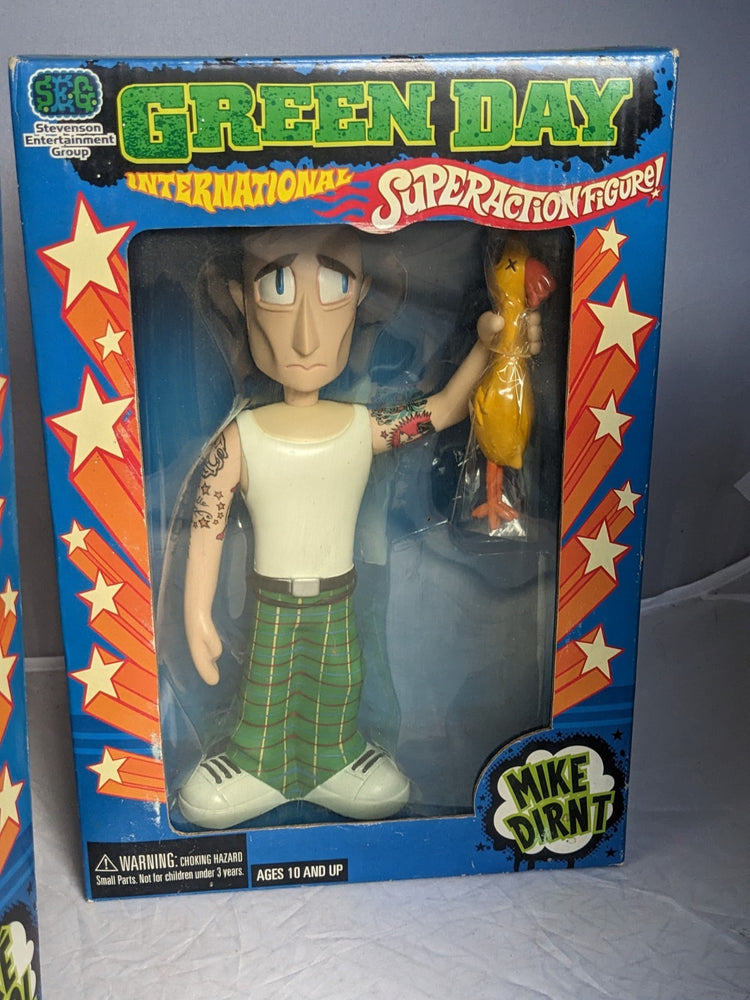 SEG
Stevenson
Entertainment
Group
GREEN DAY
INTERNATIONAL SUPERACTION FIGURE!
MIKE
DIRNT
⚠ WARNING: CHOKING HAZARD
Small Parts. Not for children under 3 years.
AGES 10 AND UP